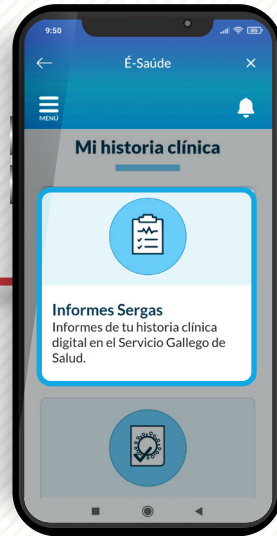 9:50
É-Saúde
MENÚ
Mi historia clínica
Informes Sergas
Informes de tu historia clínica
digital en el Servicio Gallego de
Salud.